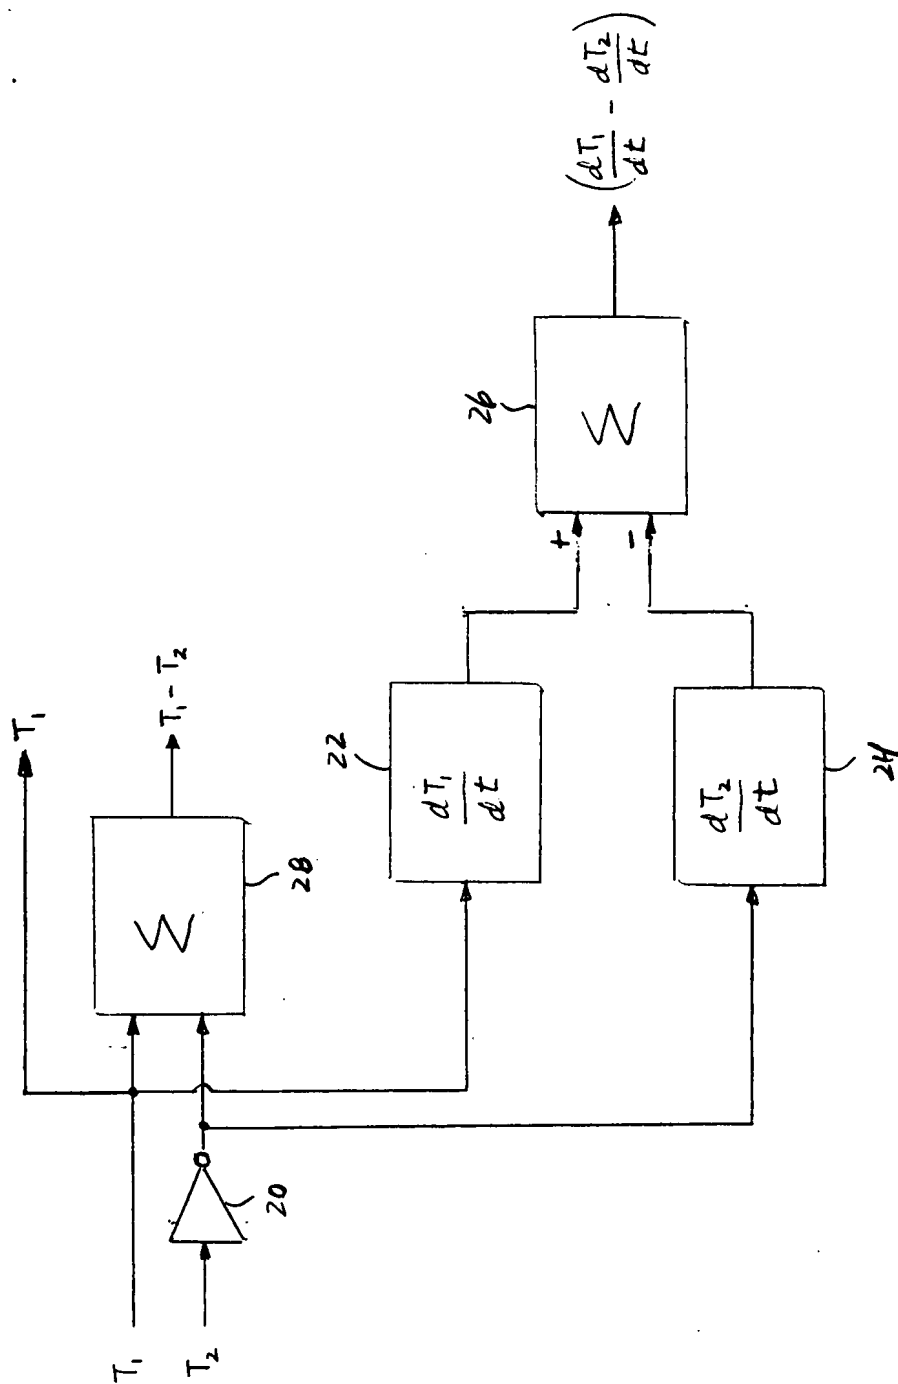 T₁
T₁
T₂
20
Σ
28
T₁ - T₂
22
dT₁
dt
dT₂
dt
24
+
-
Σ
26
(dT₁/dt - dT₂/dt)